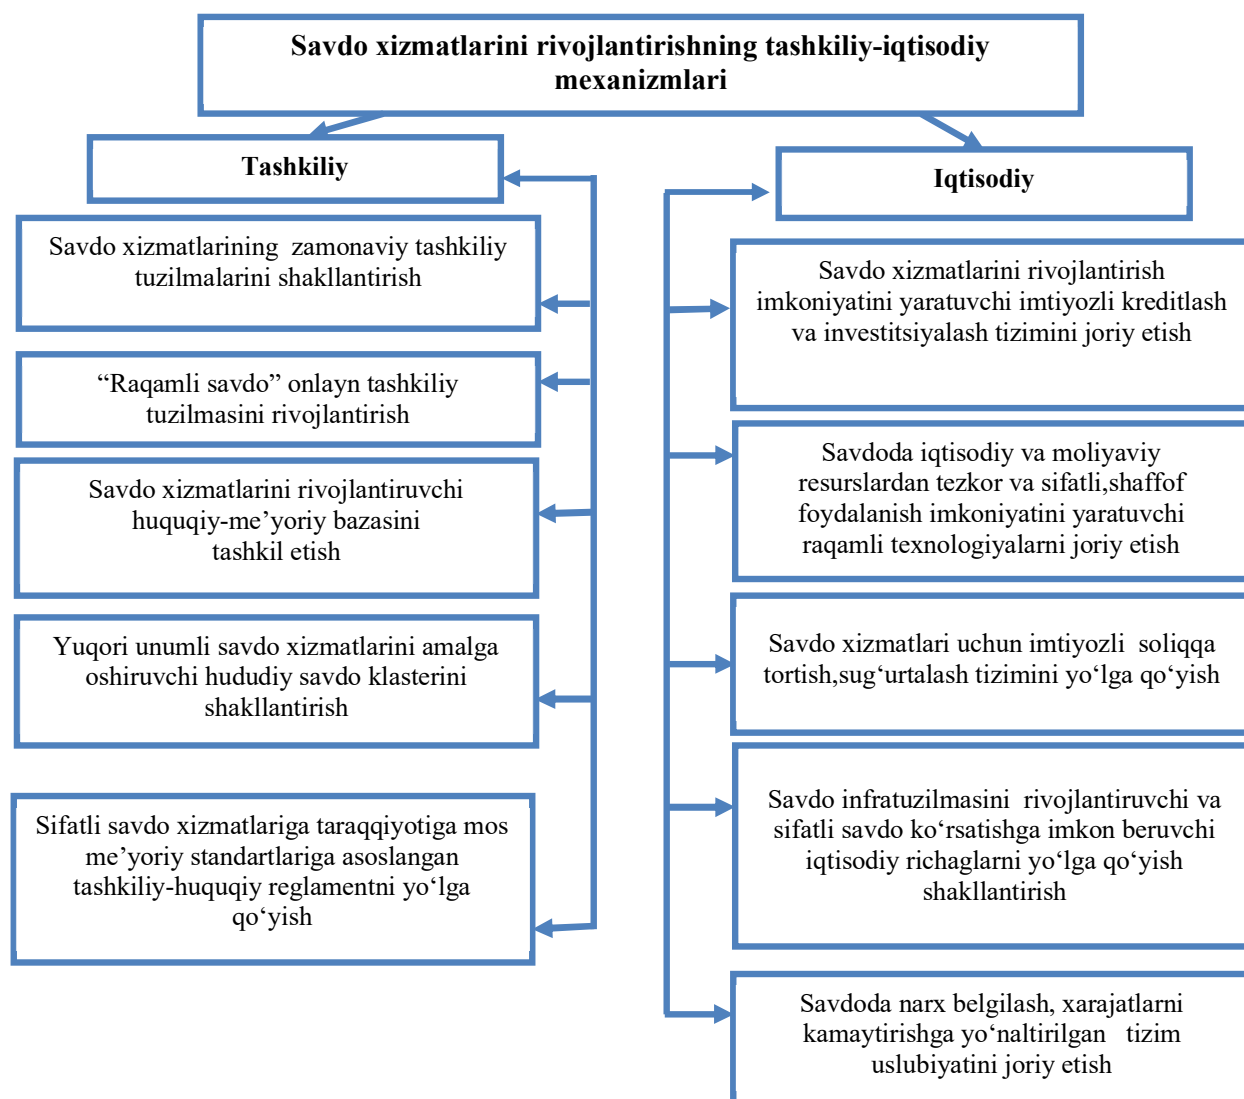 Savdo xizmatlarini rivojlantirishning tashkiliy-iqtisodiy
mexanizmlari
Tashkiliy
Savdo xizmatlarining zamonaviy tashkiliy
tuzilmalarini shakllantirish
“Raqamli savdo” onlayn tashkiliy
tuzilmasini rivojlantirish
Savdo xizmatlarini rivojlantiruvchi
huquqiy-me’yoriy bazasini
tashkil etish
Yuqori unumli savdo xizmatlarini amalga
oshiruvchi hududiy savdo klasterini
shakllantirish
Sifatli savdo xizmatlariga taraqqiyotiga mos
me’yoriy standartlariga asoslangan
tashkiliy-huquqiy reglamentni yo‘lga
qo‘yish
Iqtisodiy
Savdo xizmatlarini rivojlantirish
imkoniyatini yaratuvchi imtiyozli kreditlash
va investitsiyalash tizimini joriy etish
Savdoda iqtisodiy va moliyaviy
resurslardan tezkor va sifatli,shaffof
foydalanish imkoniyatini yaratuvchi
raqamli texnologiyalarni joriy etish
Savdo xizmatlari uchun imtiyozli soliqqa
tortish,sug‘urtalash tizimini yo‘lga qo‘yish
Savdo infratuzilmasini rivojlantiruvchi va
sifatli savdo ko‘rsatishga imkon beruvchi
iqtisodiy richaglarni yo‘lga qo‘yish
shakllantirish
Savdoda narx belgilash, xarajatlarni
kamaytirishga yo‘naltirilgan tizim
uslubiyatini joriy etish